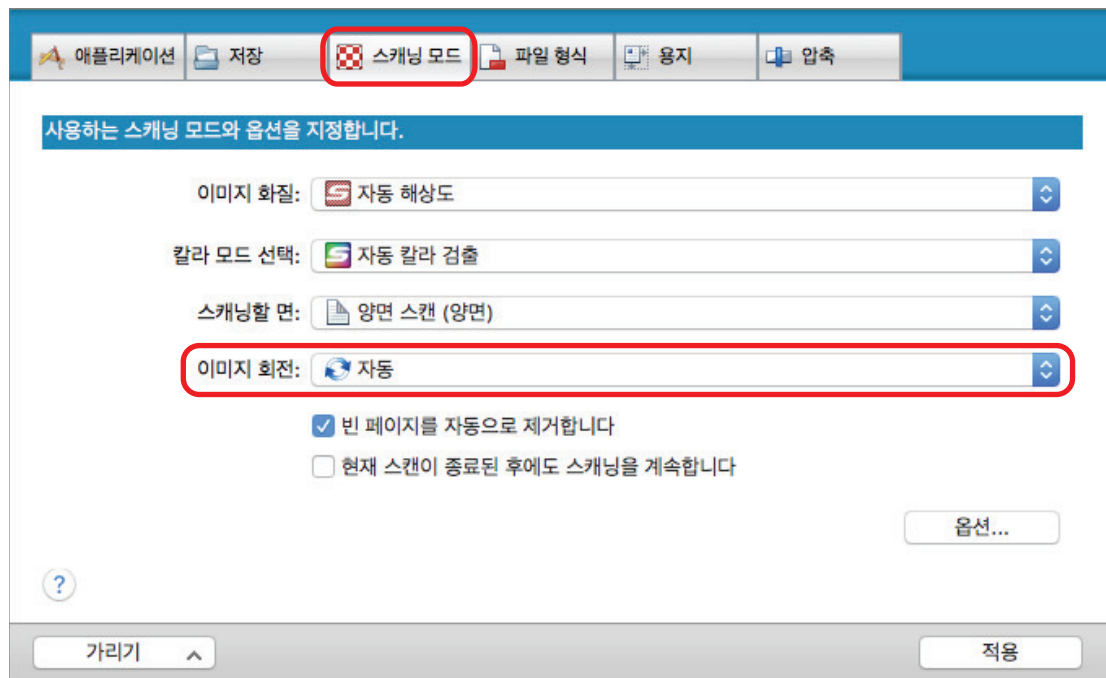 애플리케이션 저장 스캐닝 모드 파일 형식 용지 압축
사용하는 스캐닝 모드와 옵션을 지정합니다.
이미지 화질: 자동 해상도
칼라 모드 선택: 자동 칼라 검출
스캐닝할 면: 양면 스캔 (양면)
이미지 회전: 자동
빈 페이지를 자동으로 제거합니다
현재 스캔이 종료된 후에도 스캐닝을 계속합니다
옵션...
?
가리기 적용